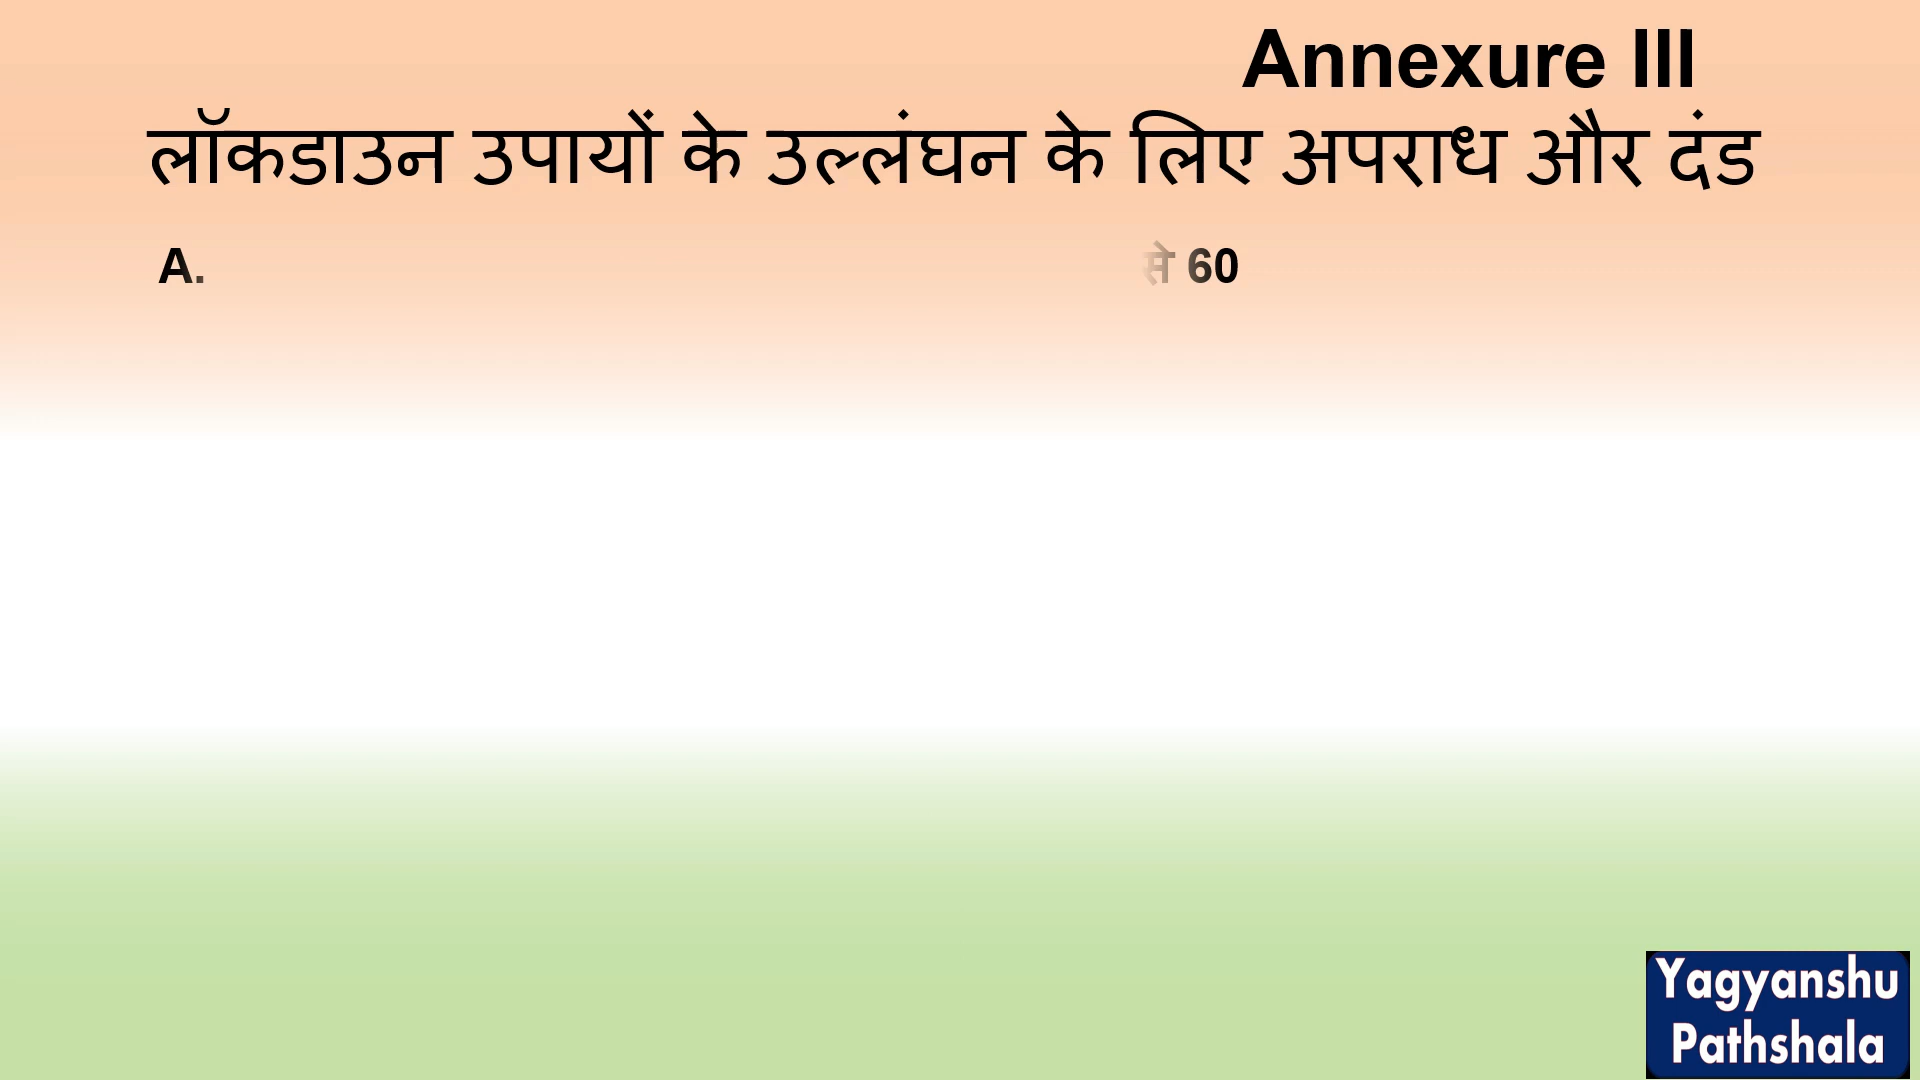 Annexure III
लॉकडाउन उपायों के उल्लंघन के लिए अपराध और दंड
A. से 60
Yagyanshu
Pathshala